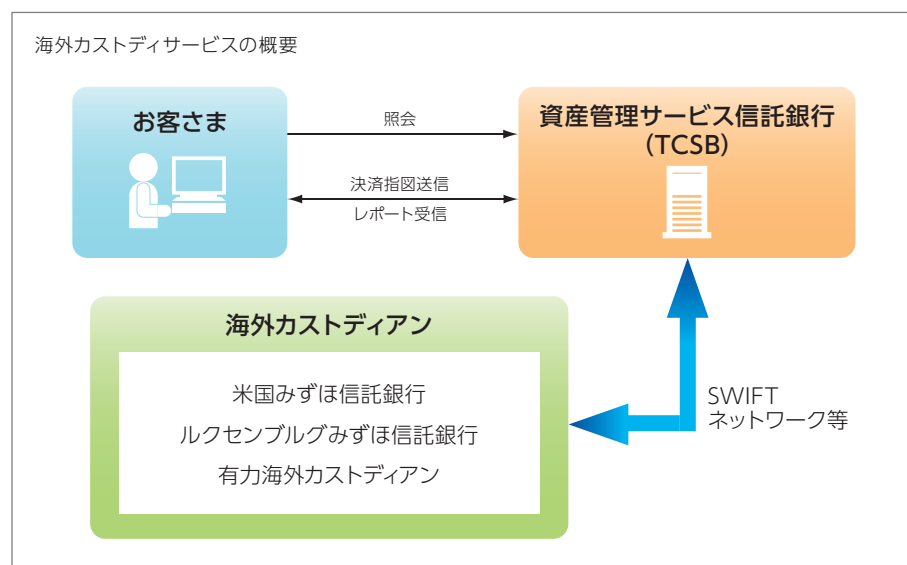 海外カストディサービスの概要
お客さま
照会
決済指図送信
レポート受信
資産管理サービス信託銀行
(TCSB)
海外カストディアン
米国みずほ信託銀行
ルクセンブルグみずほ信託銀行
有力海外カストディアン
SWIFT
ネットワーク等